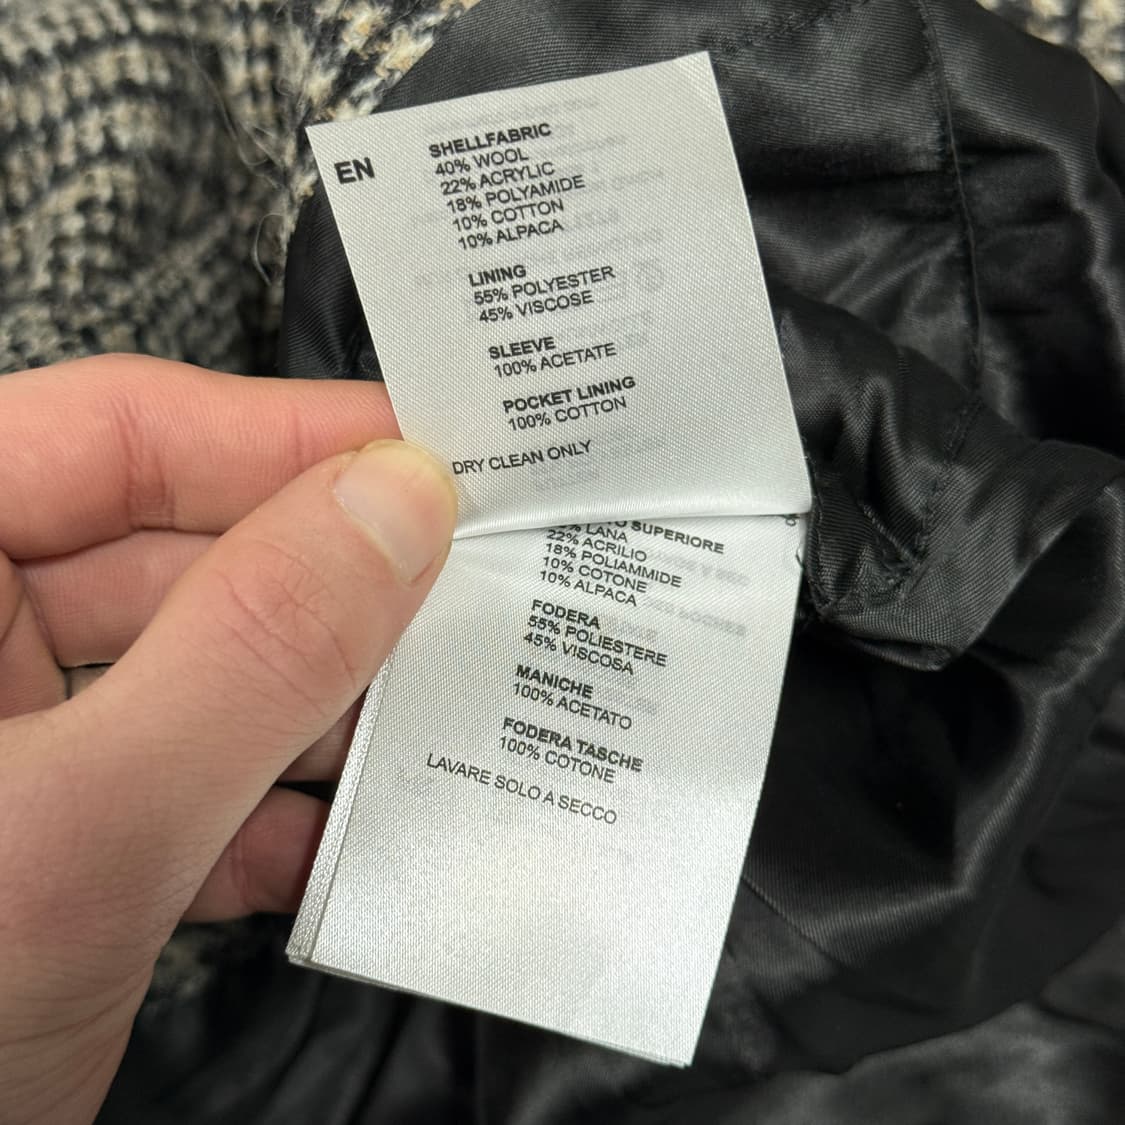 EN
SHELLFABRIC
40% WOOL
22% ACRYLIC
18% POLYAMIDE
10% COTTON
10% ALPACA
LINING
55% POLYESTER
45% VISCOSE
SLEEVE
100% ACETATE
POCKET LINING
100% COTTON
DRY CLEAN ONLY
SUPERIORE
% LANA
22% ACRILIO
18% POLIAMMIDE
10% COTONE
10% ALPACA
FODERA
55% POLIESTERE
45% VISCOSA
MANICHE
100% ACETATO
FODERA TASCHE
100% COTONE
LAVARE SOLO A SECCO